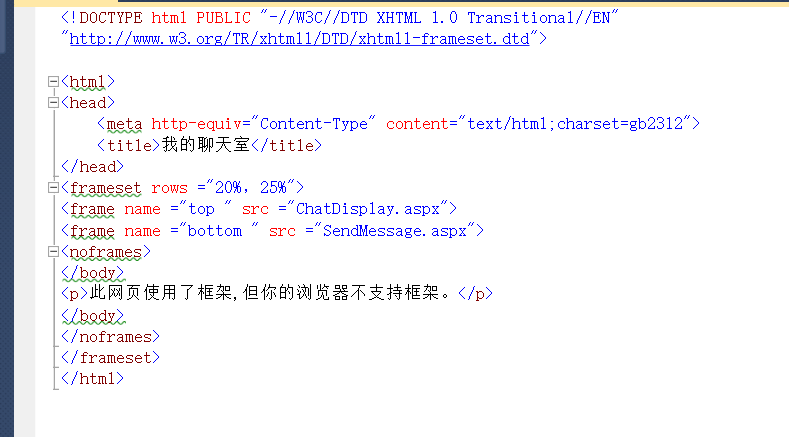 <!DOCTYPE html PUBLIC "-//W3C//DTD XHTML 1.0 Transitional//EN"
"http://www.w3.org/TR/xhtml1/DTD/xhtml1-frameset.dtd">
<html>
<head>
<meta http-equiv="Content-Type" content="text/html;charset=gb2312">
<title>我的聊天室</title>
</head>
<frameset rows ="20%，25%">
<frame name ="top " src ="ChatDisplay.aspx">
<frame name ="bottom " src ="SendMessage.aspx">
<noframes>
</body>
<p>此网页使用了框架,但你的浏览器不支持框架。</p>
</body>
</noframes>
</frameset>
</html>